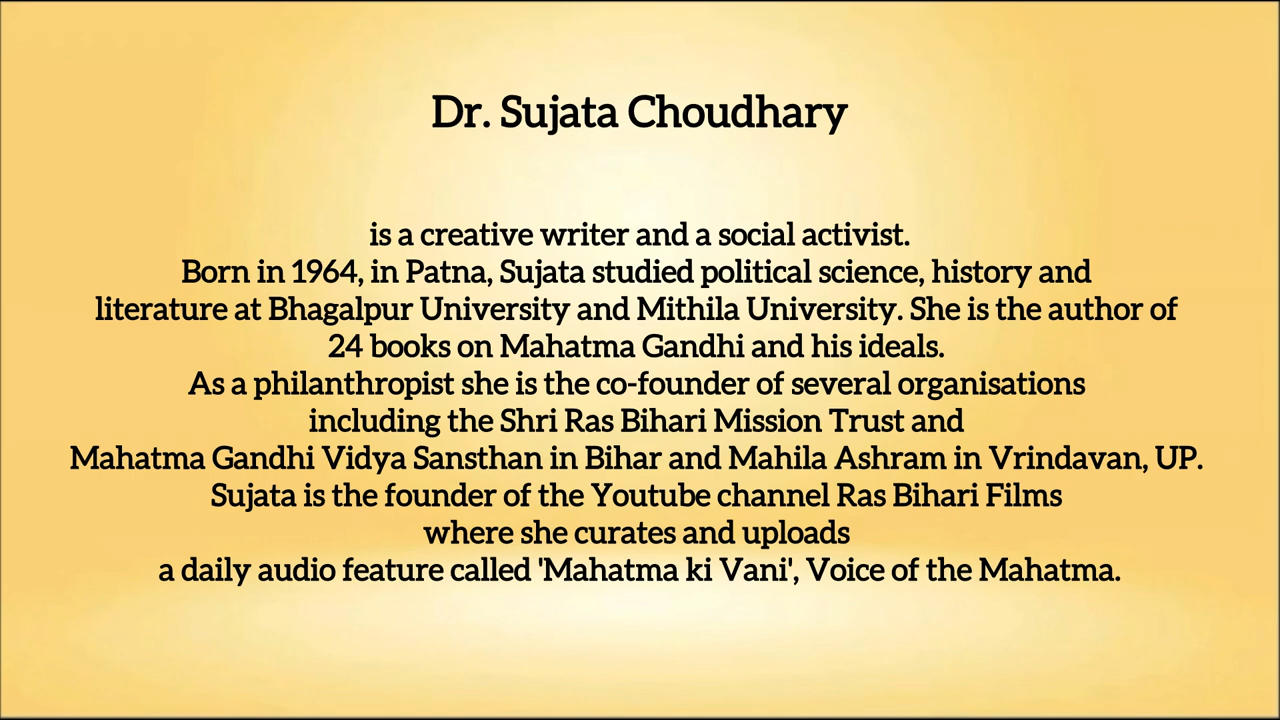 Dr. Sujata Choudhary
is a creative writer and a social activist.
Born in 1964, in Patna, Sujata studied political science, history and
literature at Bhagalpur University and Mithila University. She is the author of
24 books on Mahatma Gandhi and his ideals.
As a philanthropist she is the co-founder of several organisations
including the Shri Ras Bihari Mission Trust and
Mahatma Gandhi Vidya Sansthan in Bihar and Mahila Ashram in Vrindavan, UP.
Sujata is the founder of the Youtube channel Ras Bihari Films
where she curates and uploads
a daily audio feature called 'Mahatma ki Vani', Voice of the Mahatma.